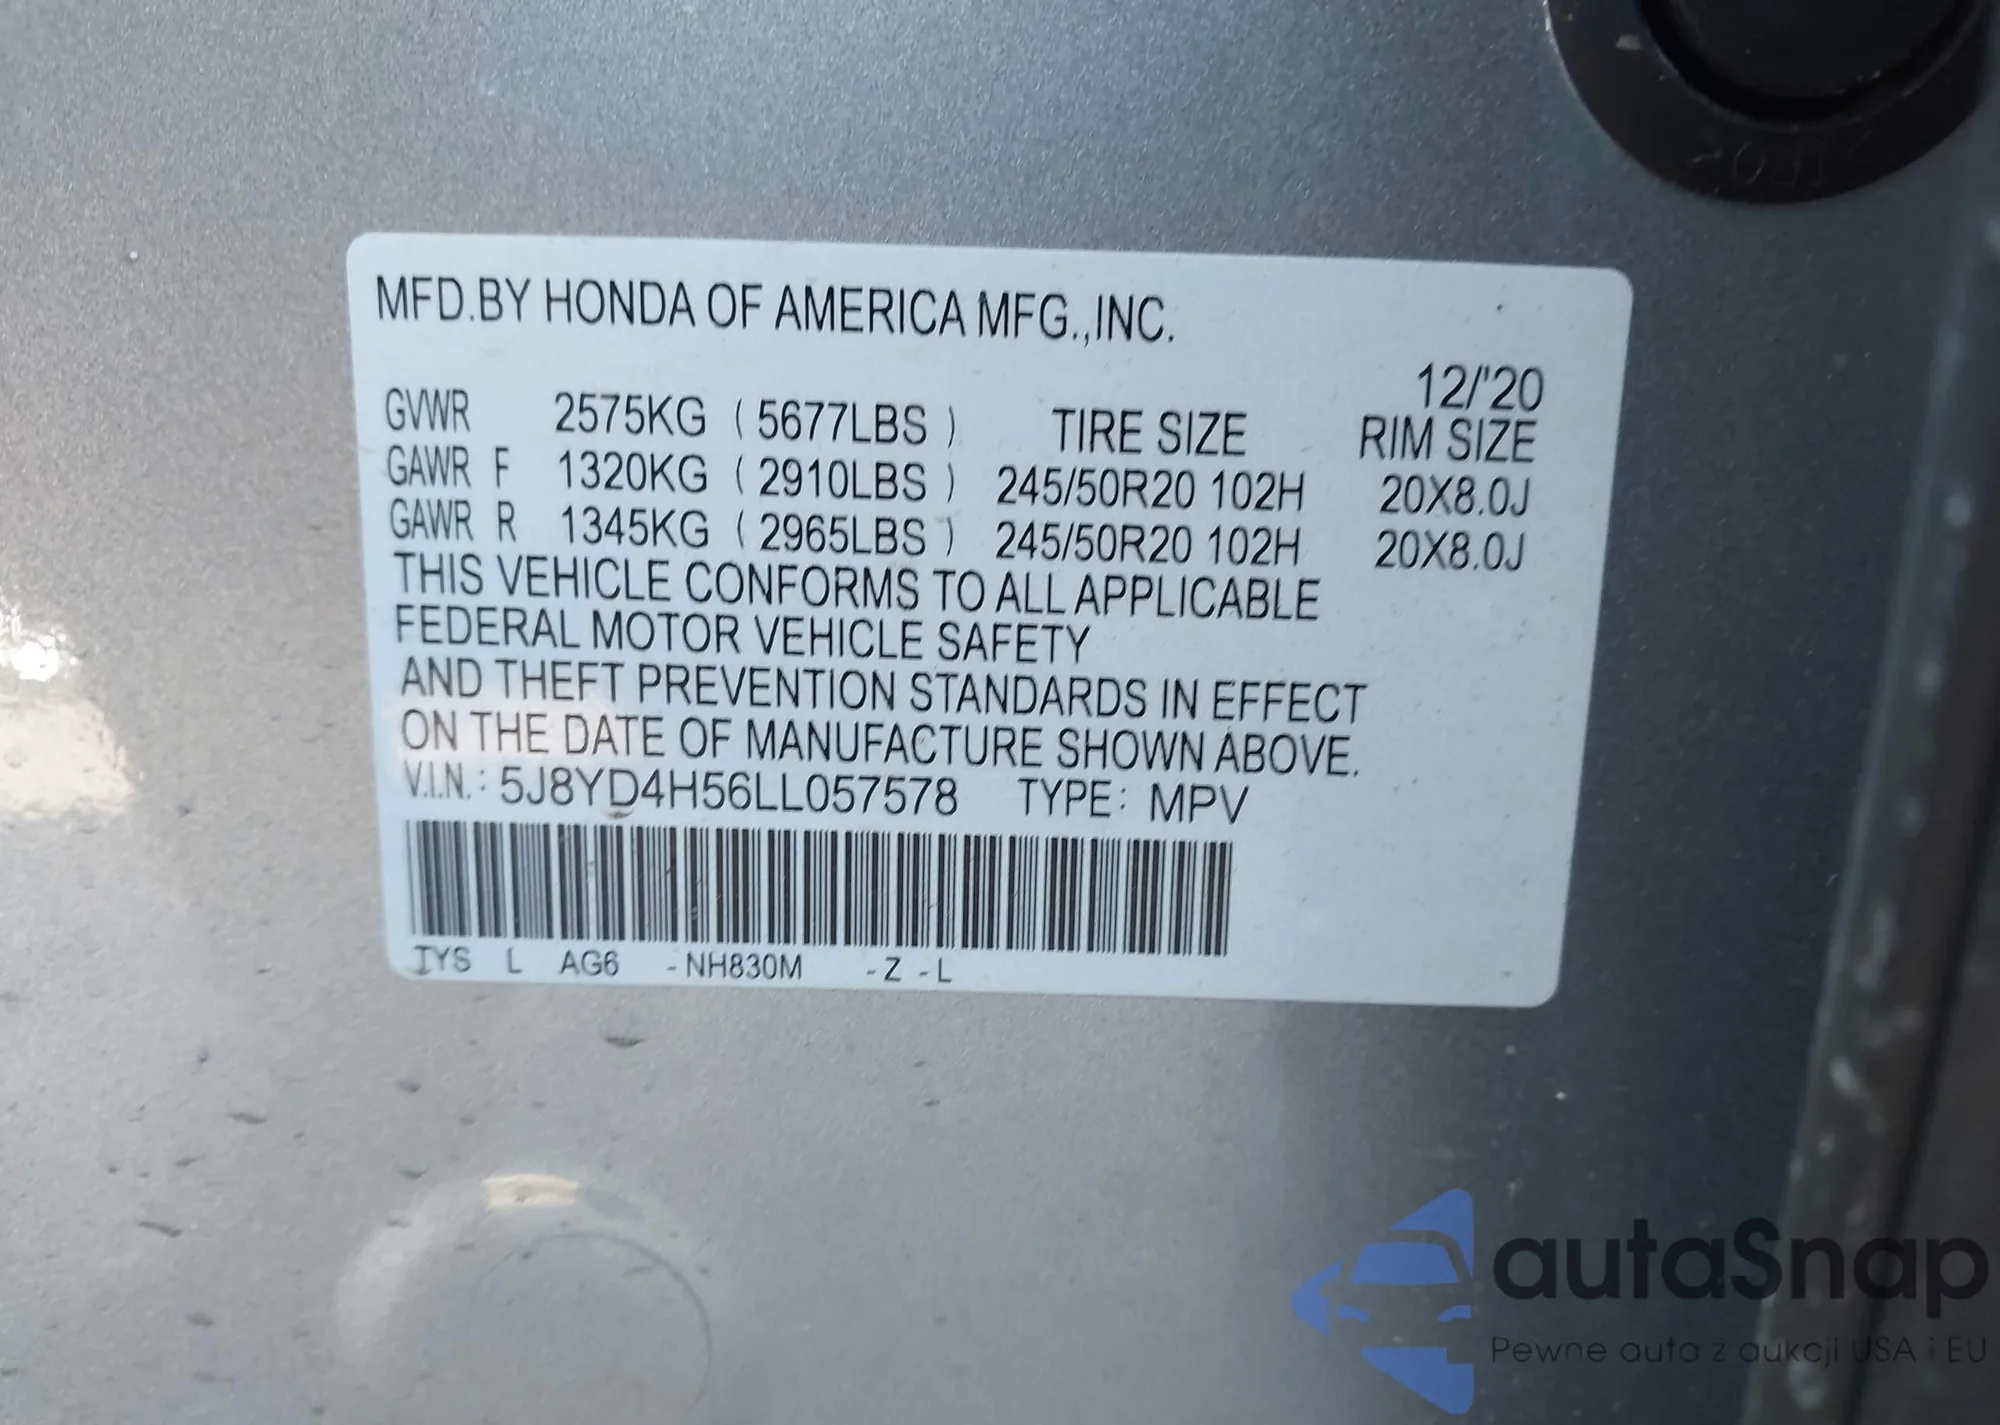 MFD.BY HONDA OF AMERICA MFG.,INC.
12/'20
GVWR 2575KG ( 5677LBS ) TIRE SIZE RIM SIZE
GAWR F 1320KG ( 2910LBS ) 245/50R20 102H 20X8.0J
GAWR R 1345KG ( 2965LBS ) 245/50R20 102H 20X8.0J
THIS VEHICLE CONFORMS TO ALL APPLICABLE
FEDERAL MOTOR VEHICLE SAFETY
AND THEFT PREVENTION STANDARDS IN EFFECT
ON THE DATE OF MANUFACTURE SHOWN ABOVE.
V.I.N.: 5J8YD4H56LL057578 TYPE: MPV
TYS L AG6 -NH830M -Z -L
autaSnap
Pewne auta z aukcji USA i EU